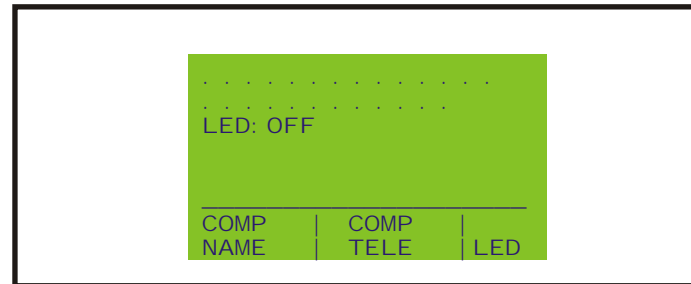 . . . . . . . . . . . . . .
. . . . . . . . . . . .
LED: OFF
COMP | COMP |
NAME | TELE | LED